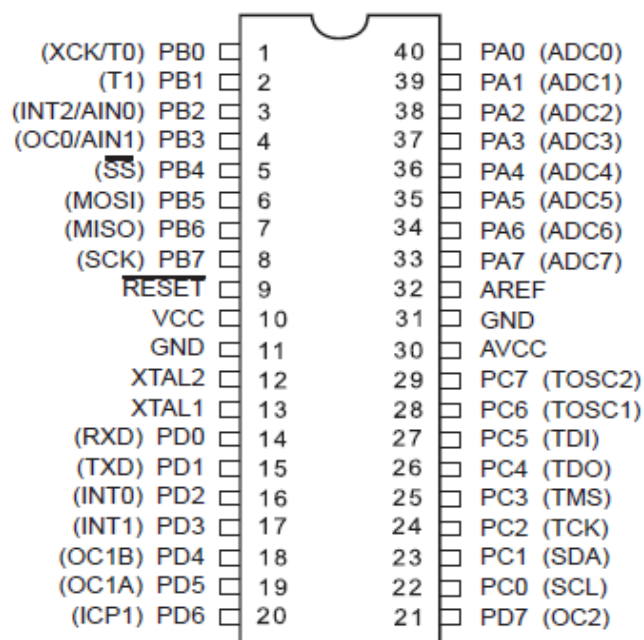 (XCK/T0) PB0 1 40 PA0 (ADC0)
(T1) PB1 2 39 PA1 (ADC1)
(INT2/AIN0) PB2 3 38 PA2 (ADC2)
(OC0/AIN1) PB3 4 37 PA3 (ADC3)
(SS) PB4 5 36 PA4 (ADC4)
(MOSI) PB5 6 35 PA5 (ADC5)
(MISO) PB6 7 34 PA6 (ADC6)
(SCK) PB7 8 33 PA7 (ADC7)
RESET 9 32 AREF
VCC 10 31 GND
GND 11 30 AVCC
XTAL2 12 29 PC7 (TOSC2)
XTAL1 13 28 PC6 (TOSC1)
(RXD) PD0 14 27 PC5 (TDI)
(TXD) PD1 15 26 PC4 (TDO)
(INT0) PD2 16 25 PC3 (TMS)
(INT1) PD3 17 24 PC2 (TCK)
(OC1B) PD4 18 23 PC1 (SDA)
(OC1A) PD5 19 22 PC0 (SCL)
(ICP1) PD6 20 21 PD7 (OC2)